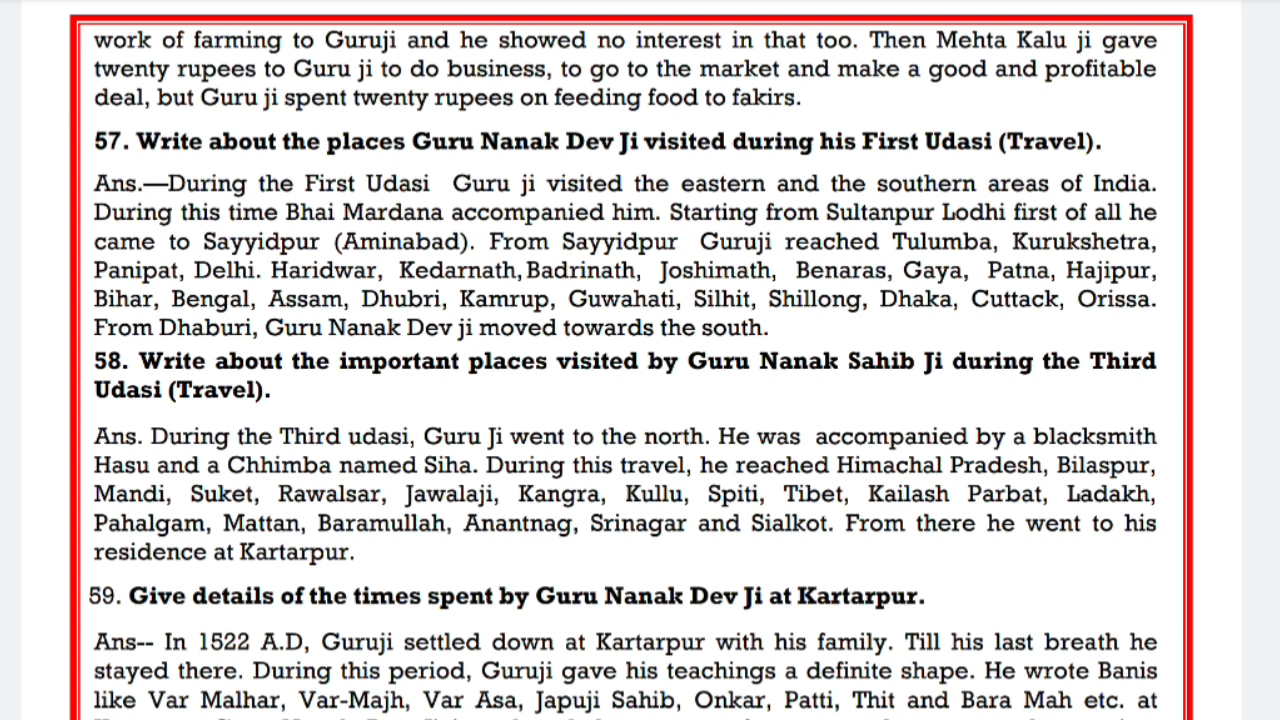 work of farming to Guruji and he showed no interest in that too. Then Mehta Kalu ji gave
twenty rupees to Guru ji to do business, to go to the market and make a good and profitable
deal, but Guru ji spent twenty rupees on feeding food to fakirs.
57. Write about the places Guru Nanak Dev Ji visited during his First Udasi (Travel).
Ans.—During the First Udasi Guru ji visited the eastern and the southern areas of India.
During this time Bhai Mardana accompanied him. Starting from Sultanpur Lodhi first of all he
came to Sayyidpur (Aminabad). From Sayyidpur Guruji reached Tulumba, Kurukshetra,
Panipat, Delhi. Haridwar, Kedarnath, Badrinath, Joshimath, Benaras, Gaya, Patna, Hajipur,
Bihar, Bengal, Assam, Dhubri, Kamrup, Guwahati, Silhit, Shillong, Dhaka, Cuttack, Orissa.
From Dhaburi, Guru Nanak Dev ji moved towards the south.
58. Write about the important places visited by Guru Nanak Sahib Ji during the Third
Udasi (Travel).
Ans. During the Third udasi, Guru Ji went to the north. He was accompanied by a blacksmith
Hasu and a Chhimba named Siha. During this travel, he reached Himachal Pradesh, Bilaspur,
Mandi, Suket, Rawalsar, Jawalaji, Kangra, Kullu, Spiti, Tibet, Kailash Parbat, Ladakh,
Pahalgam, Mattan, Baramullah, Anantnag, Srinagar and Sialkot. From there he went to his
residence at Kartarpur.
59. Give details of the times spent by Guru Nanak Dev Ji at Kartarpur.
Ans-- In 1522 A.D, Guruji settled down at Kartarpur with his family. Till his last breath he
stayed there. During this period, Guruji gave his teachings a definite shape. He wrote Banis
like Var Malhar, Var-Majh, Var Asa, Japuji Sahib, Onkar, Patti, Thit and Bara Mah etc. at